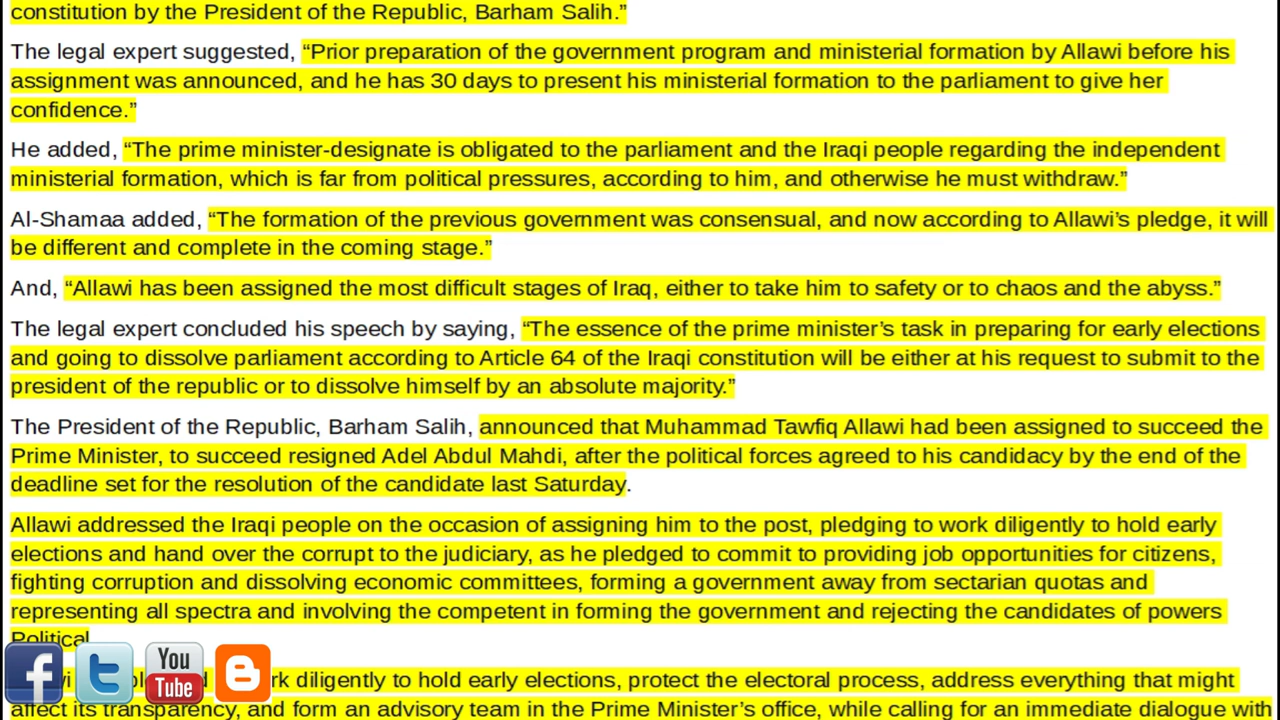 constitution by the President of the Republic, Barham Salih.”
The legal expert suggested, “Prior preparation of the government program and ministerial formation by Allawi before his
assignment was announced, and he has 30 days to present his ministerial formation to the parliament to give her
confidence.”
He added, “The prime minister-designate is obligated to the parliament and the Iraqi people regarding the independent
ministerial formation, which is far from political pressures, according to him, and otherwise he must withdraw.”
Al-Shamaa added, “The formation of the previous government was consensual, and now according to Allawi’s pledge, it will
be different and complete in the coming stage.”
And, “Allawi has been assigned the most difficult stages of Iraq, either to take him to safety or to chaos and the abyss.”
The legal expert concluded his speech by saying, “The essence of the prime minister’s task in preparing for early elections
and going to dissolve parliament according to Article 64 of the Iraqi constitution will be either at his request to submit to the
president of the republic or to dissolve himself by an absolute majority.”
The President of the Republic, Barham Salih, announced that Muhammad Tawfiq Allawi had been assigned to succeed the
Prime Minister, to succeed resigned Adel Abdul Mahdi, after the political forces agreed to his candidacy by the end of the
deadline set for the resolution of the candidate last Saturday.
Allawi addressed the Iraqi people on the occasion of assigning him to the post, pledging to work diligently to hold early
elections and hand over the corrupt to the judiciary, as he pledged to commit to providing job opportunities for citizens,
fighting corruption and dissolving economic committees, forming a government away from sectarian quotas and
representing all spectra and involving the competent in forming the government and rejecting the candidates of powers
Political
diligently to hold early elections, protect the electoral process, address everything that might
affect its transparency, and form an advisory team in the Prime Minister’s office, while calling for an immediate dialogue with
f t You Tube B